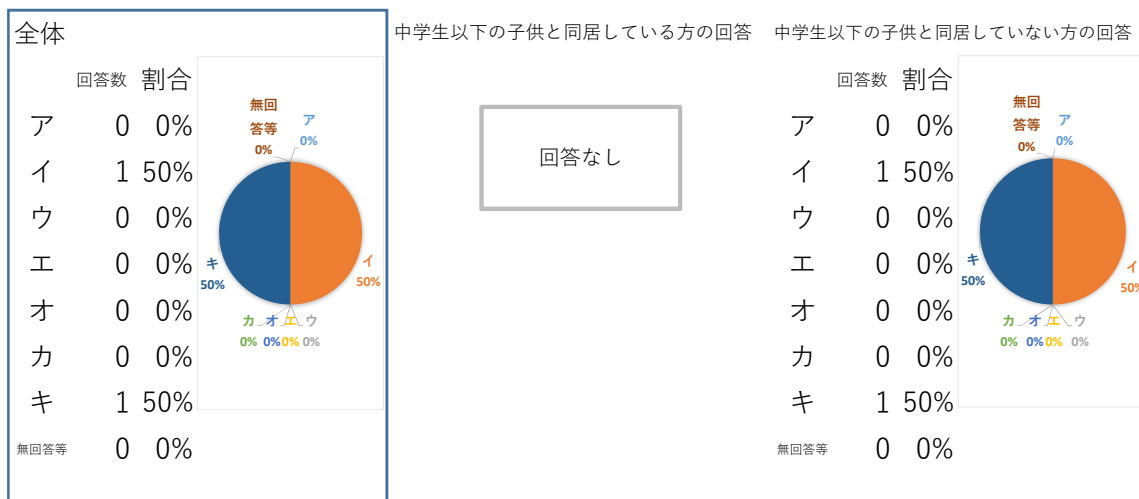 全体
回答数 割合
ア 0 0%
イ 1 50%
ウ 0 0%
エ 0 0%
オ 0 0%
カ 0 0%
キ 1 50%
無回答等 0 0%
無回
答等
0%
ア
0%
イ
50%
ウ
0%
エ
0%
オ
0%
カ
0%
キ
50%
中学生以下の子供と同居している方の回答
回答なし
中学生以下の子供と同居していない方の回答
回答数 割合
ア 0 0%
イ 1 50%
ウ 0 0%
エ 0 0%
オ 0 0%
カ 0 0%
キ 1 50%
無回答等 0 0%
無回
答等
0%
ア
0%
イ
50%
ウ
0%
エ
0%
オ
0%
カ
0%
キ
50%